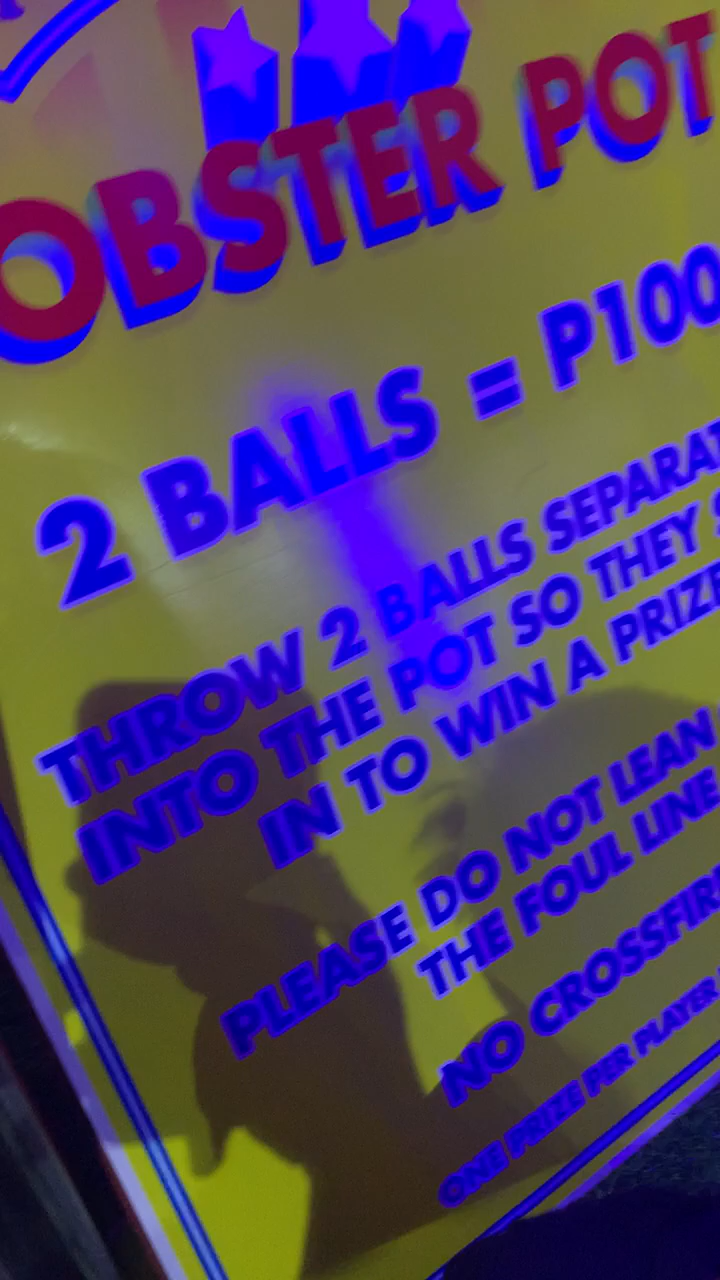 OBSTER POT
2 BALLS = P100
THROW 2 BALLS SEPARAT
INTO THE POT SO THEY S
IN TO WIN A PRIZE
PLEASE DO NOT LEAN
THE FOUL LINE
NO CROSSFIRE
ONE PRIZE PER PLAYER